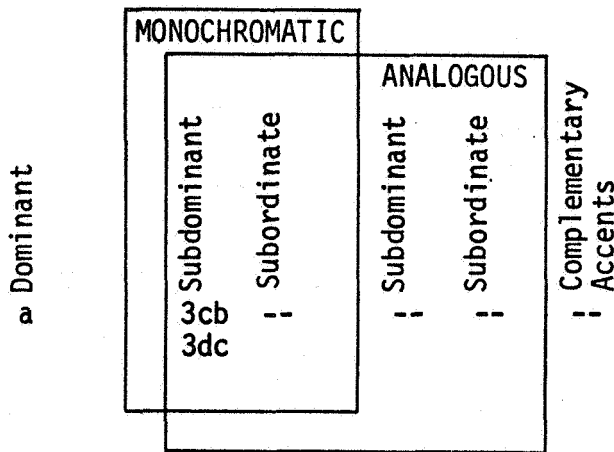 MONOCHROMATIC
ANALOGOUS
Dominant
Subdominant
Subordinate
Subdominant
Subordinate
Complementary
Accents
a 3cb -- -- -- --
3dc